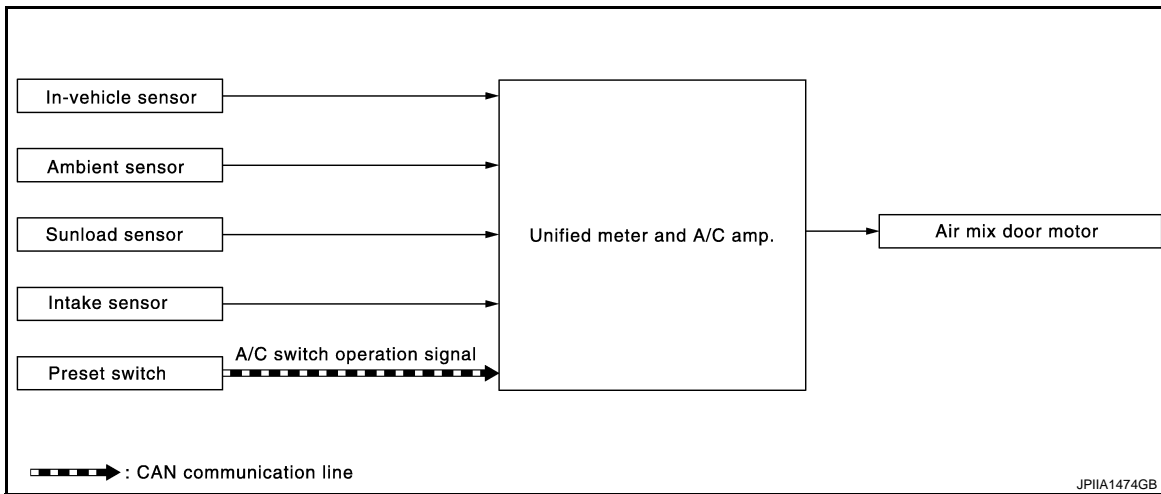 In-vehicle sensor
Ambient sensor
Sunload sensor
Intake sensor
Preset switch
A/C switch operation signal
Unified meter and A/C amp.
Air mix door motor
: CAN communication line
JPIIA1474GB